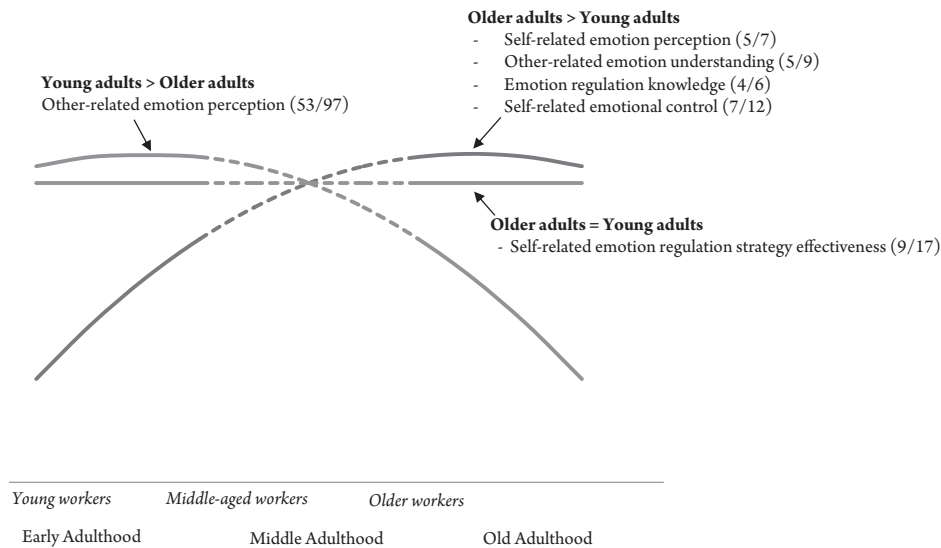 Older adults > Young adults
- Self-related emotion perception (5/7)
- Other-related emotion understanding (5/9)
- Emotion regulation knowledge (4/6)
- Self-related emotional control (7/12)
Young adults > Older adults
Other-related emotion perception (53/97)
Older adults = Young adults
- Self-related emotion regulation strategy effectiveness (9/17)
Young workers Middle-aged workers Older workers
Early Adulthood Middle Adulthood Old Adulthood